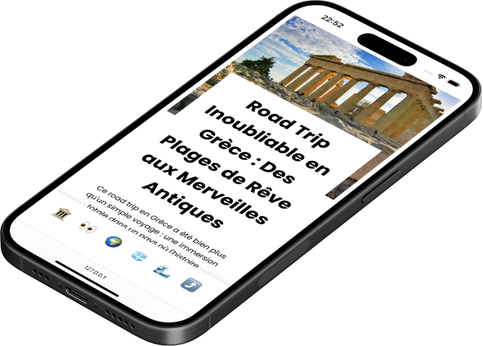 22:52
Road Trip
Inoubliable en
Grèce : Des
Plages de Rêve
aux Merveilles
Antiques
Ce road trip en Grèce a été bien plus
qu'un simple voyage : une immersion
totale dans un pays où l'histoire
127.0.0.1